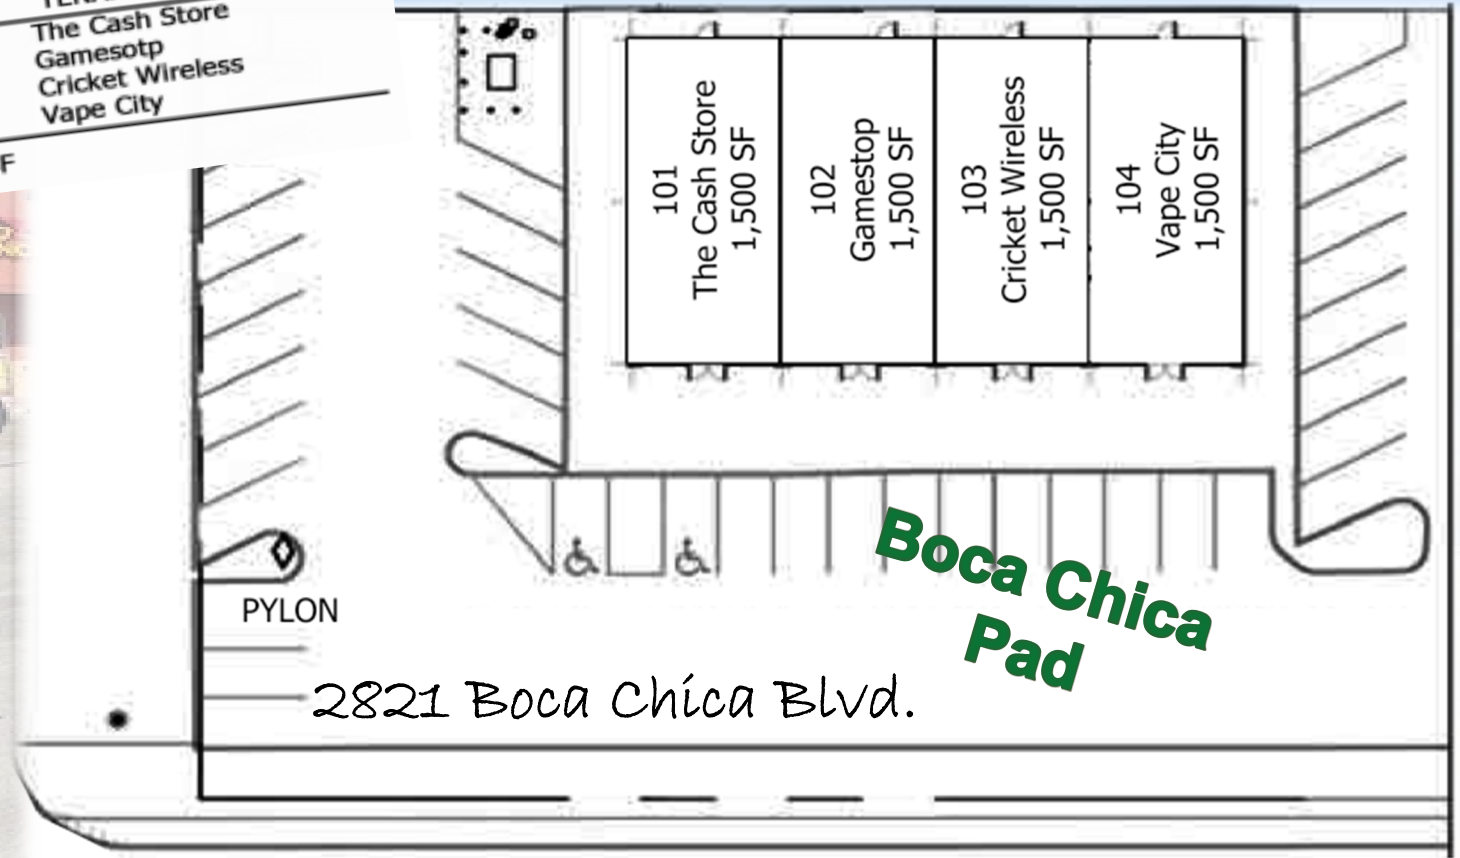 The Cash Store
Gamesotp
Cricket Wireless
Vape City
F
101
The Cash Store
1,500 SF
102
Gamestop
1,500 SF
103
Cricket Wireless
1,500 SF
104
Vape City
1,500 SF
PYLON
Boca Chica
Pad
2821 Boca Chica Blvd.